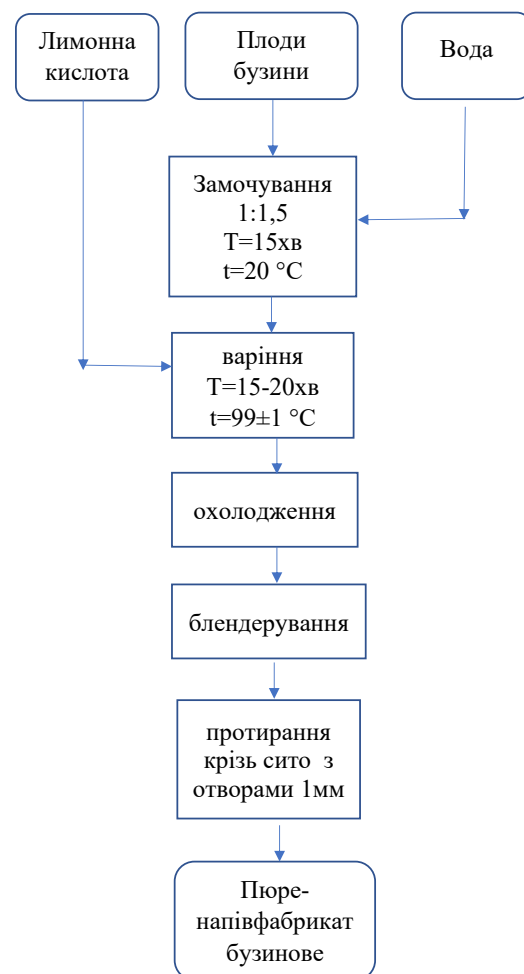 Лимонна
кислота
Плоди
бузини
Вода
Замочування
1:1,5
T=15хв
t=20 °C
варіння
T=15-20хв
t=99±1 °C
охолодження
блендерування
протирання
крізь сито з
отворами 1мм
Пюре-
напівфабрикат
бузинове